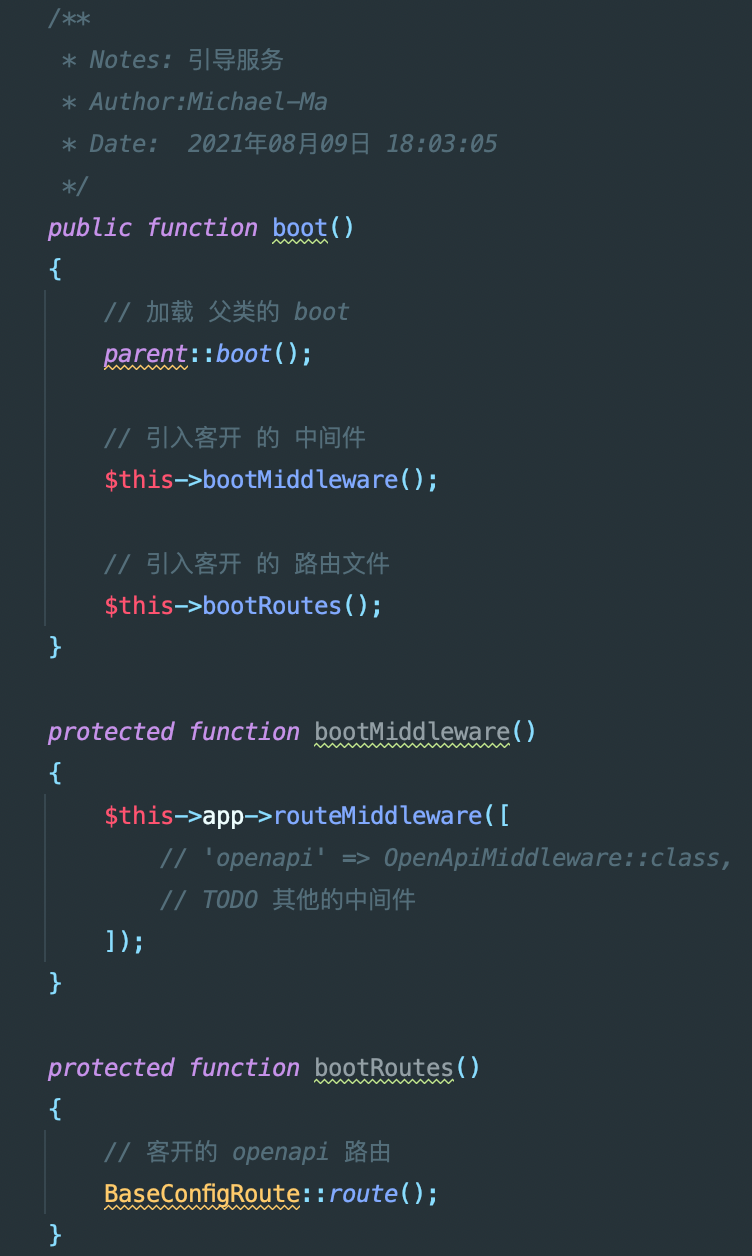 /**
 * Notes: 引导服务
 * Author:Michael-Ma
 * Date:  2021年08月09日 18:03:05
 */
public function boot()
{
    // 加载 父类的 boot
    parent::boot();

    // 引入客开 的 中间件
    $this->bootMiddleware();

    // 引入客开 的 路由文件
    $this->bootRoutes();
}

protected function bootMiddleware()
{
    $this->app->routeMiddleware([
        // 'openapi' => OpenApiMiddleware::class,
        // TODO 其他的中间件
    ]);
}

protected function bootRoutes()
{
    // 客开的 openapi 路由
    BaseConfigRoute::route();
}